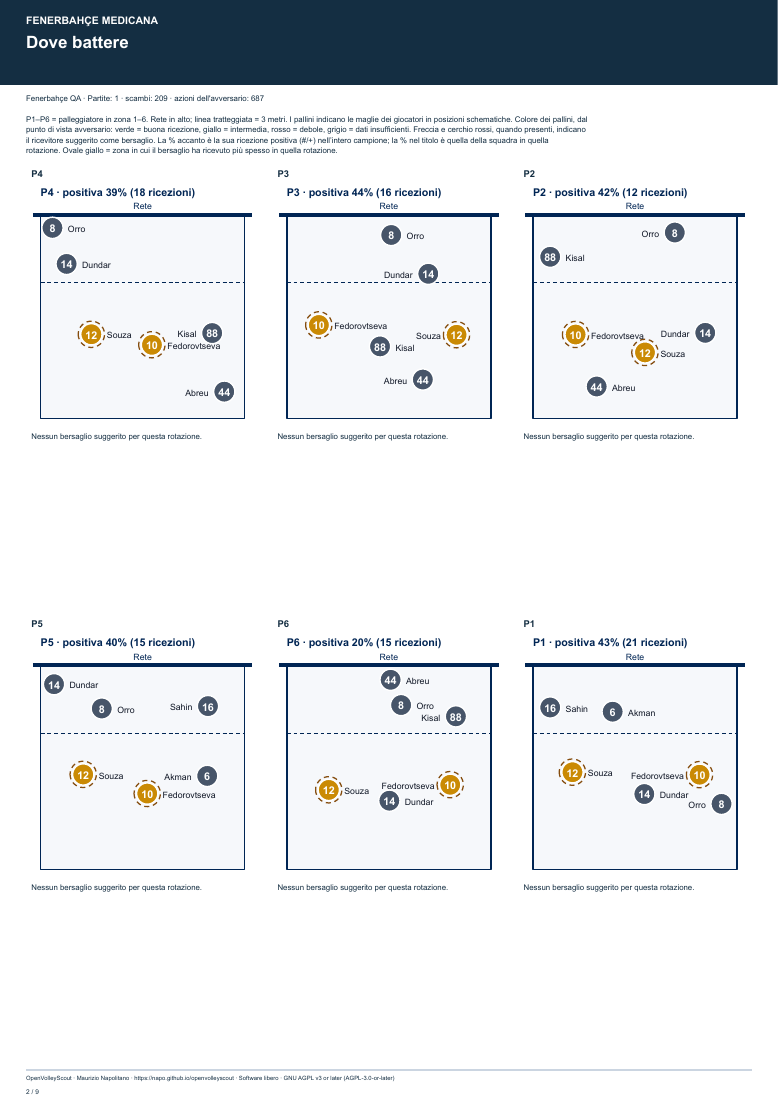 FENERBAHÇE MEDICANA
Dove battere
Fenerbahçe QA · Partite: 1 · scambi: 209 · azioni dell'avversario: 687
P1–P6 = palleggiatore in zona 1–6. Rete in alto; linea tratteggiata = 3 metri. I pallini indicano le maglie dei giocatori in posizioni schematiche. Colore dei pallini, dal
punto di vista avversario: verde = buona ricezione, giallo = intermedia, rosso = debole, grigio = dati insufficienti. Freccia e cerchio rossi, quando presenti, indicano
il ricevitore suggerito come bersaglio. La % accanto è la sua ricezione positiva (#/+) nell'intero campione; la % nel titolo è quella della squadra in quella
rotazione. Ovale giallo = zona in cui il bersaglio ha ricevuto più spesso in quella rotazione.
P4
P4 · positiva 39% (18 ricezioni)
Rete
8 Orro
14 Dundar
12 Souza
Kisal 88
10 Fedorovtseva
Abreu 44
Nessun bersaglio suggerito per questa rotazione.
P3
P3 · positiva 44% (16 ricezioni)
Rete
8 Orro
Dundar 14
10 Fedorovtseva
Souza 12
88 Kisal
Abreu 44
Nessun bersaglio suggerito per questa rotazione.
P2
P2 · positiva 42% (12 ricezioni)
Rete
Orro 8
88 Kisal
10 Fedorovtseva
Dundar 14
12 Souza
44 Abreu
Nessun bersaglio suggerito per questa rotazione.
P5
P5 · positiva 40% (15 ricezioni)
Rete
14 Dundar
8 Orro
Sahin 16
12 Souza
Akman 6
10 Fedorovtseva
Nessun bersaglio suggerito per questa rotazione.
P6
P6 · positiva 20% (15 ricezioni)
Rete
44 Abreu
8 Orro
Kisal 88
12 Souza
Fedorovtseva 10
14 Dundar
Nessun bersaglio suggerito per questa rotazione.
P1
P1 · positiva 43% (21 ricezioni)
Rete
16 Sahin
6 Akman
12 Souza
Fedorovtseva 10
14 Dundar
Orro 8
Nessun bersaglio suggerito per questa rotazione.
OpenVolleyScout · Maurizio Napolitano · https://napo.github.io/openvolleyscout · Software libero · GNU AGPL v3 or later (AGPL-3.0-or-later)
2 / 9